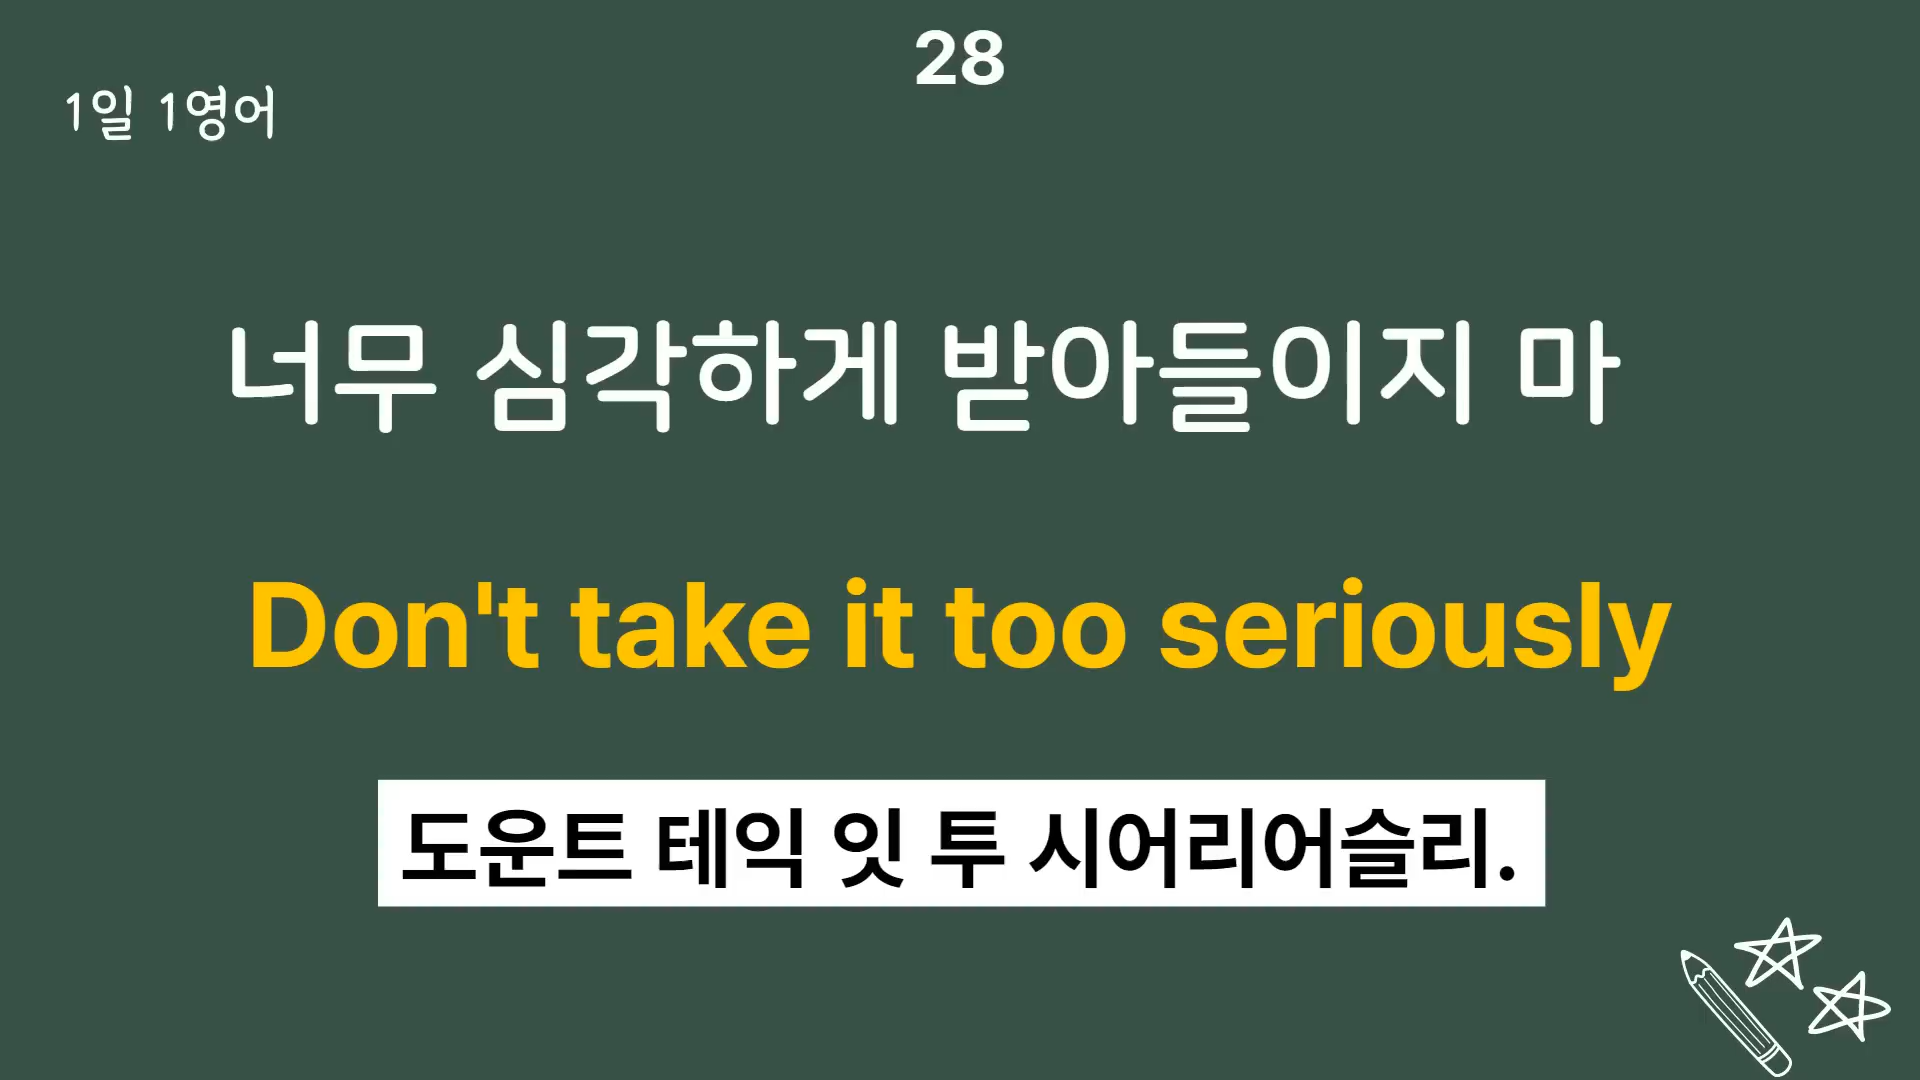 28
1일 1영어
너무 심각하게 받아들이지 마
Don't take it too seriously
도운트 테익 잇 투 시어리어슬리.